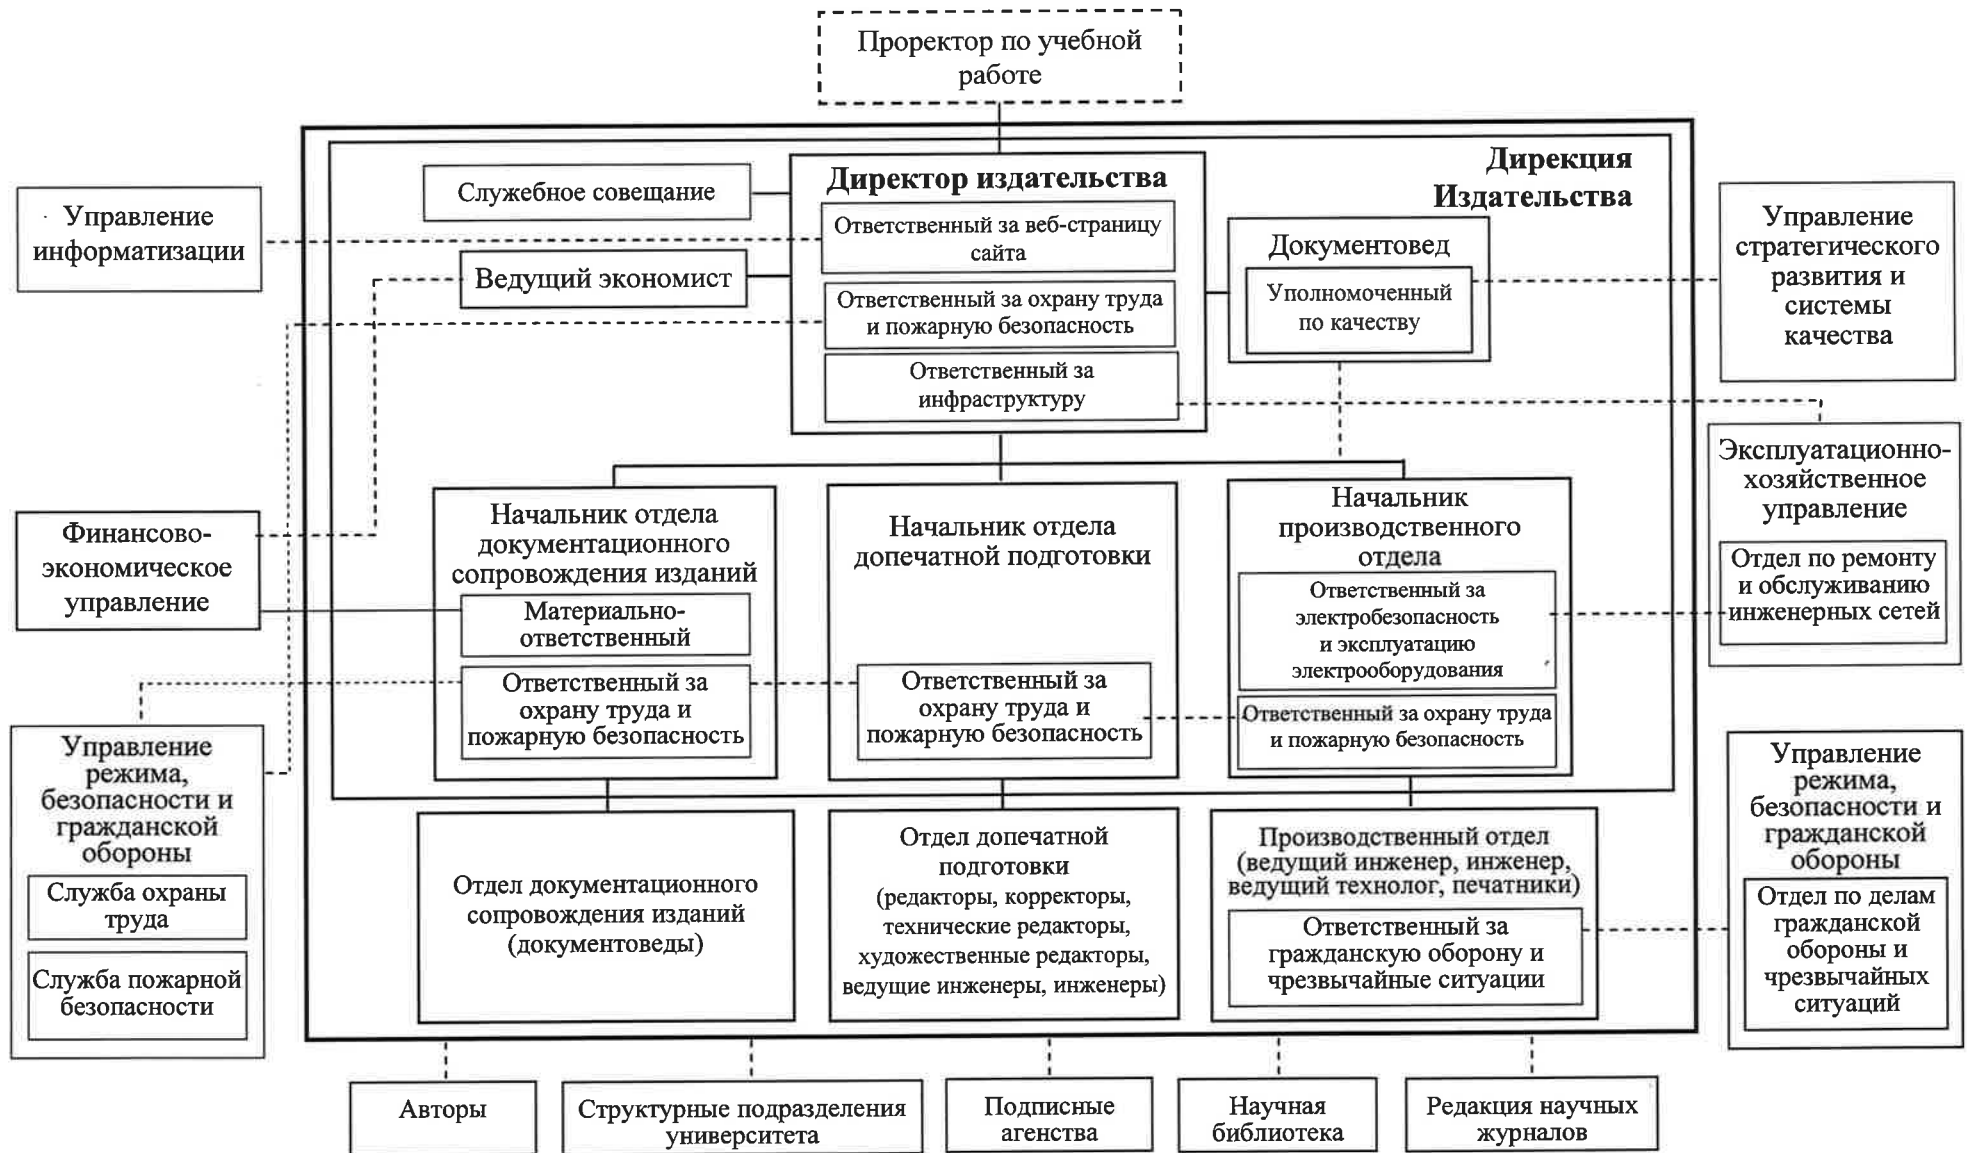 Проректор по учебной
работе
Дирекция
Издательства
Директор издательства
Служебное совещание
Ответственный за веб-страницу
сайта
Управление
информатизации
Ведущий экономист
Ответственный за охрану труда
и пожарную безопасность
Ответственный за
инфраструктуру
Документовед
Уполномоченный
по качеству
Управление
стратегического
развития и
системы
качества
Эксплуатационно-
хозяйственное
управление
Отдел по ремонту
и обслуживанию
инженерных сетей
Финансово-
экономическое
управление
Начальник отдела
документационного
сопровождения изданий
Материально-
ответственный
Ответственный за
охрану труда и
пожарную безопасность
Начальник отдела
допечатной подготовки
Ответственный за
охрану труда и
пожарную безопасность
Начальник
производственного
отдела
Ответственный за
электробезопасность
и эксплуатацию
электрооборудования
Ответственный за охрану труда
и пожарную безопасность
Управление
режима,
безопасности и
гражданской
обороны
Служба охраны
труда
Служба пожарной
безопасности
Отдел документационного
сопровождения изданий
(документоведы)
Отдел допечатной
подготовки
(редакторы, корректоры,
технические редакторы,
художественные редакторы,
ведущие инженеры, инженеры)
Производственный отдел
(ведущий инженер, инженер,
ведущий технолог, печатники)
Ответственный за
гражданскую оборону и
чрезвычайные ситуации
Управление
режима,
безопасности и
гражданской
обороны
Отдел по делам
гражданской
обороны и
чрезвычайных
ситуаций
Авторы
Структурные подразделения
университета
Подписные
агенства
Научная
библиотека
Редакция научных
журналов